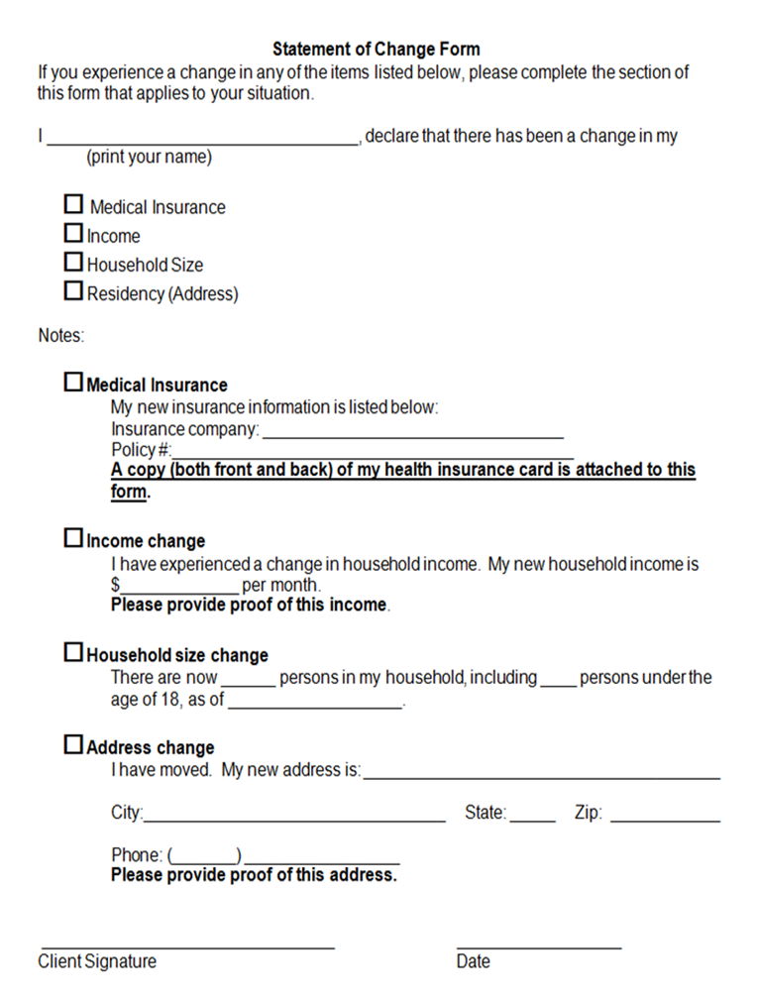 Statement of Change Form
If you experience a change in any of the items listed below, please complete the section of
this form that applies to your situation.
I __________________________________, declare that there has been a change in my
(print your name)
☐ Medical Insurance
☐ Income
☐ Household Size
☐ Residency (Address)
Notes:
☐ Medical Insurance
My new insurance information is listed below:
Insurance company: _________________________________
Policy #:____________________________________________
A copy (both front and back) of my health insurance card is attached to this
form.
☐ Income change
I have experienced a change in household income. My new household income is
$_____________ per month.
Please provide proof of this income.
☐ Household size change
There are now ______ persons in my household, including ____ persons under the
age of 18, as of ___________________.
☐ Address change
I have moved. My new address is: _______________________________________
City:_________________________________ State: _____ Zip: ____________
Phone: (_______) _________________
Please provide proof of this address.
________________________________ __________________
Client Signature Date